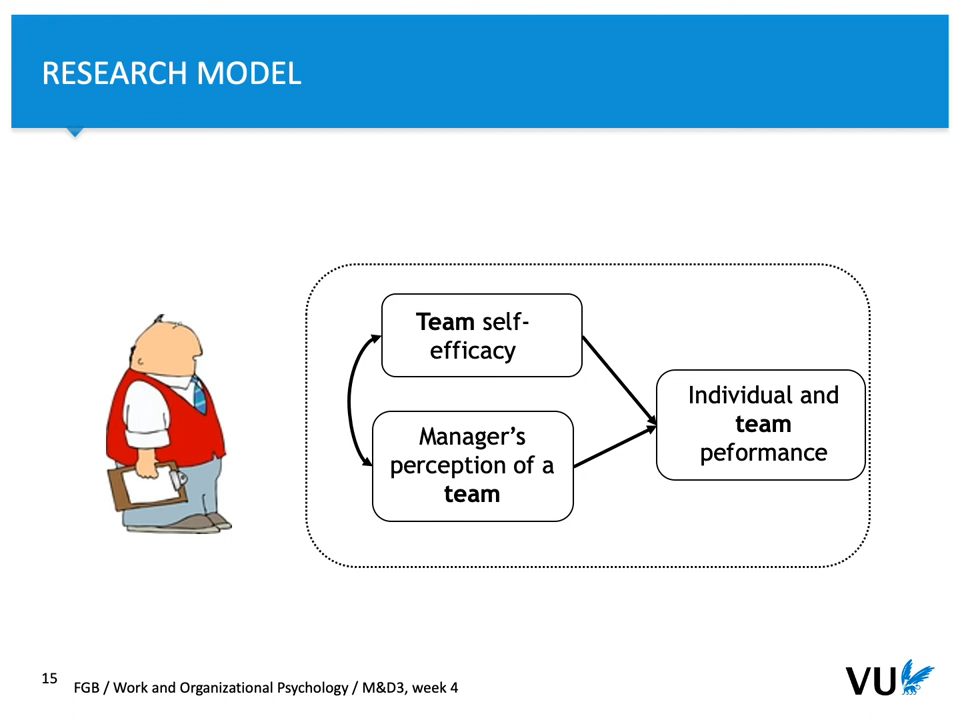 RESEARCH MODEL
Team self-
efficacy
Manager’s
perception of a
team
Individual and
team
peformance
15
FGB / Work and Organizational Psychology / M&D3, week 4
VU